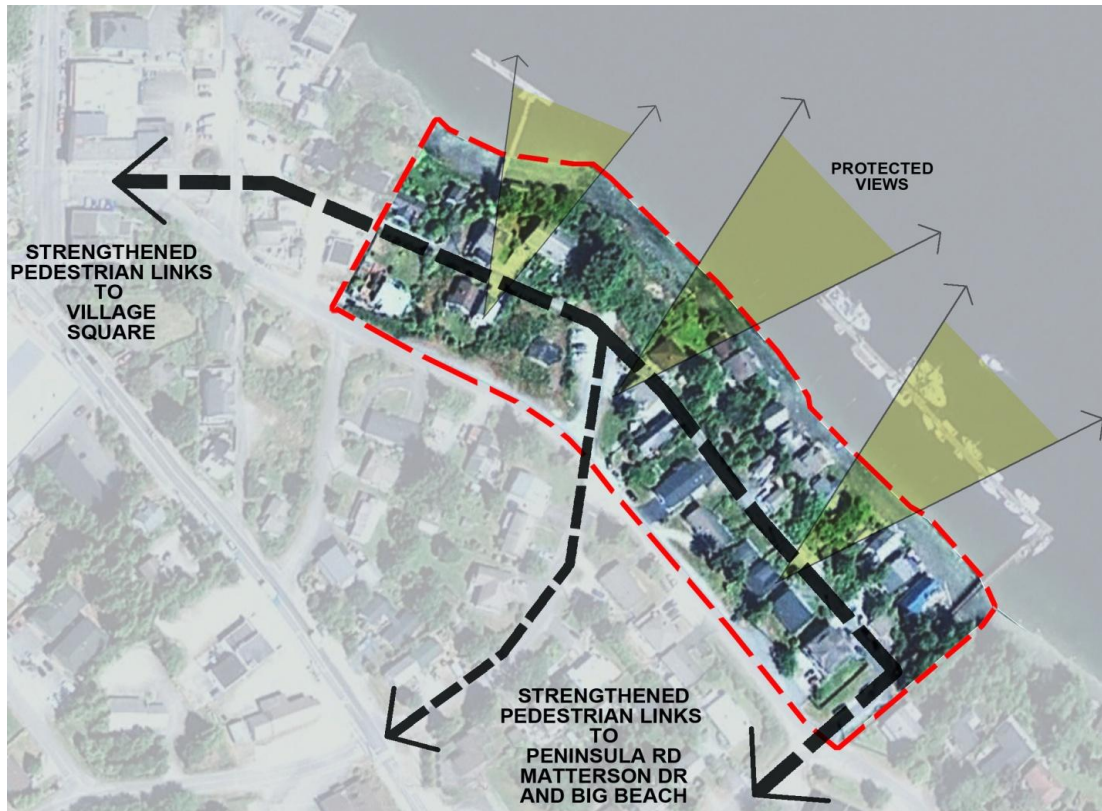 PROTECTED
VIEWS
STRENGTHENED
PEDESTRIAN LINKS
TO
VILLAGE
SQUARE
STRENGTHENED
PEDESTRIAN LINKS
TO
PENINSULA RD
MATTERSON DR
AND BIG BEACH